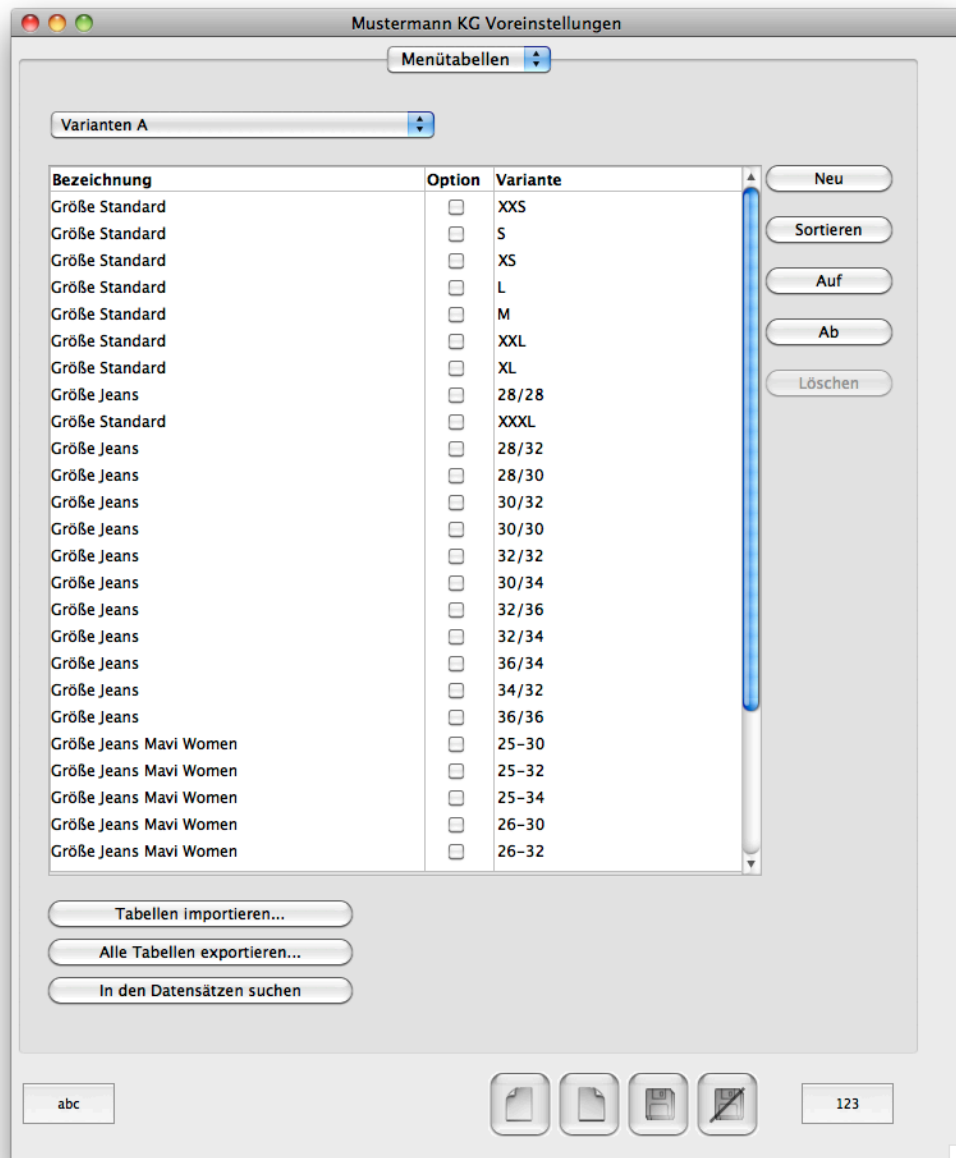 Mustermann KG Voreinstellungen
Menütabellen
Varianten A
Bezeichnung Option Variante
Größe Standard XXS
Größe Standard S
Größe Standard XS
Größe Standard L
Größe Standard M
Größe Standard XXL
Größe Standard XL
Größe Jeans 28/28
Größe Standard XXXL
Größe Jeans 28/32
Größe Jeans 28/30
Größe Jeans 30/32
Größe Jeans 30/30
Größe Jeans 32/32
Größe Jeans 30/34
Größe Jeans 32/36
Größe Jeans 32/34
Größe Jeans 36/34
Größe Jeans 34/32
Größe Jeans 36/36
Größe Jeans Mavi Women 25-30
Größe Jeans Mavi Women 25-32
Größe Jeans Mavi Women 25-34
Größe Jeans Mavi Women 26-30
Größe Jeans Mavi Women 26-32
Neu
Sortieren
Auf
Ab
Löschen
Tabellen importieren...
Alle Tabellen exportieren...
In den Datensätzen suchen
abc
123